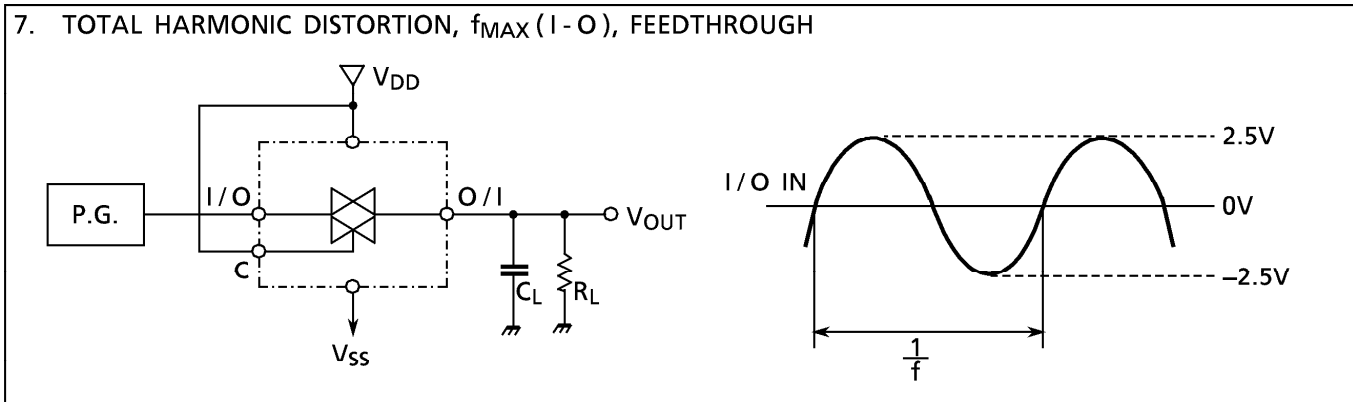 7. TOTAL HARMONIC DISTORTION, fMAX (I-O), FEEDTHROUGH
VDD
I/O
O/I
P.G.
VOUT
C
CL
RL
VSS
I/O IN
2.5V
0V
−2.5V
1
f